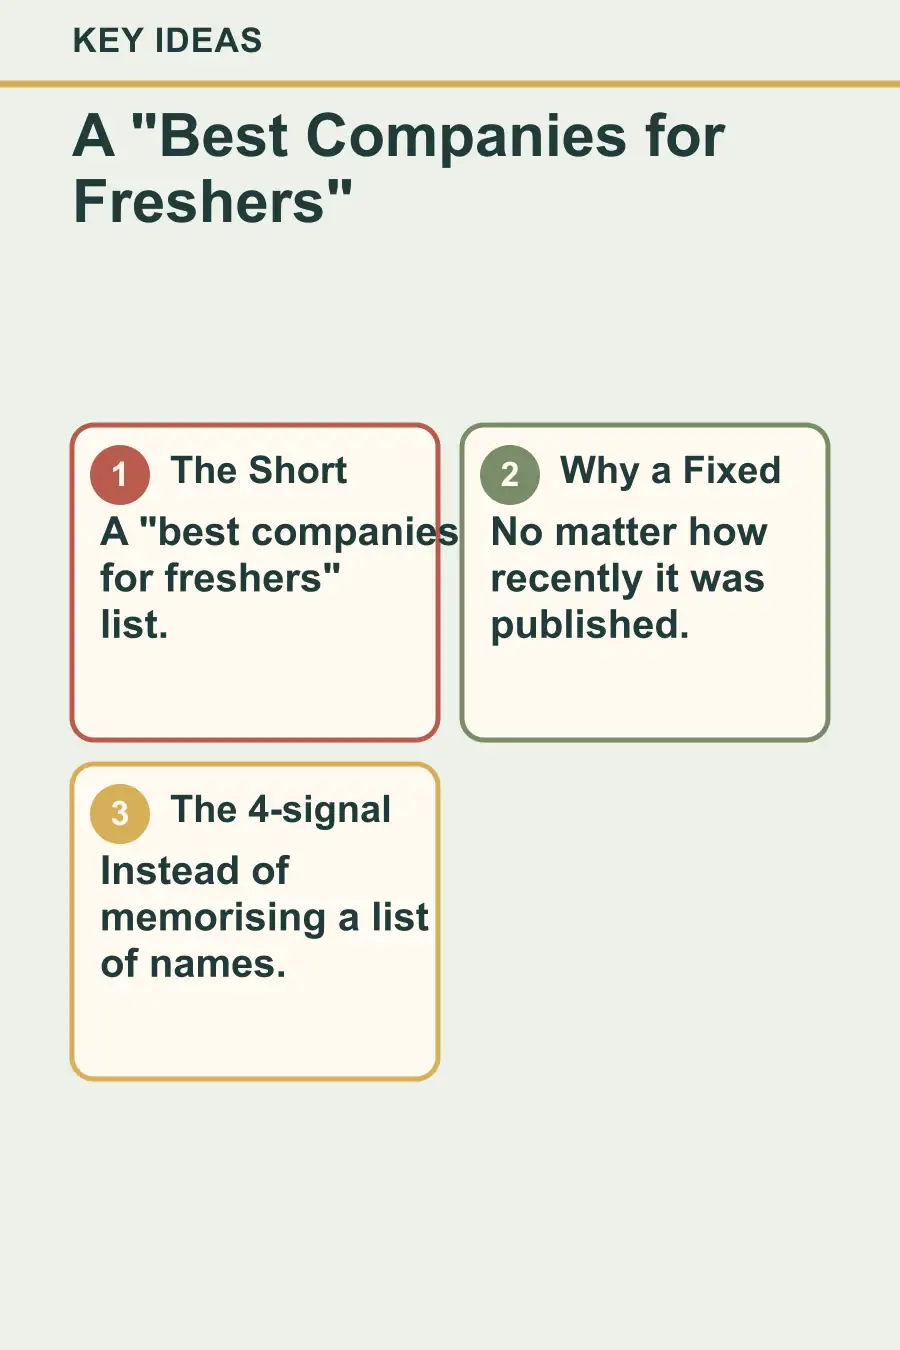 KEY IDEAS
A "Best Companies for
Freshers"
1 The Short
A "best companies
for freshers"
list.
2 Why a Fixed
No matter how
recently it was
published.
3 The 4-signal
Instead of
memorising a list
of names.